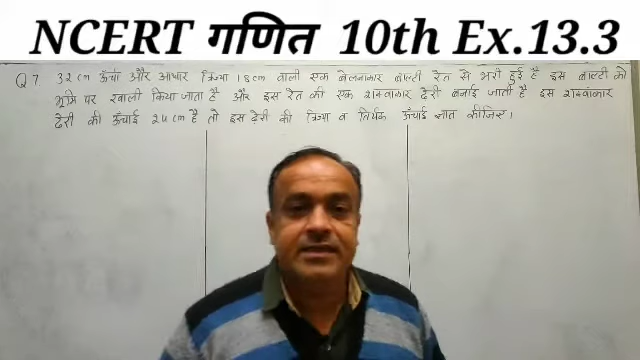 NCERT गणित 10th Ex.13.3
Q 7. 32 cm ऊँचा और आधार त्रिज्या 18 cm वाली एक बेलनाकार बाल्टी रेत से भरी हुई है इस बाल्टी को
भूमि पर खाली किया जाता है और इस रेत की एक शंक्वाकार ढेरी बनाई जाती है इस शंक्वाकार
ढेरी की ऊँचाई 24 cm है तो इस ढेरी की त्रिज्या व तिर्यक ऊँचाई ज्ञात कीजिए।